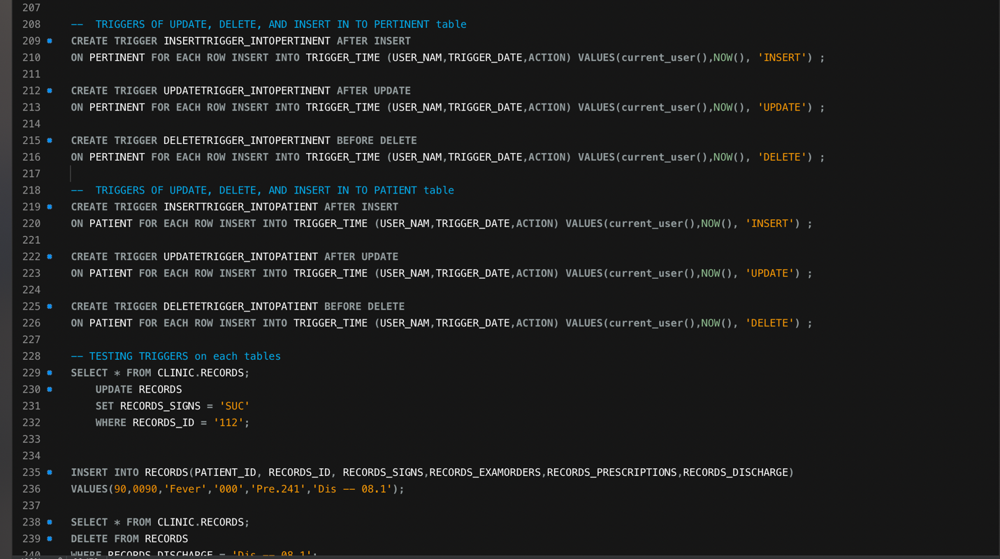 207
208 --  TRIGGERS OF UPDATE, DELETE, AND INSERT IN TO PERTINENT table
209 CREATE TRIGGER INSERTTRIGGER_INTOPERTINENT AFTER INSERT
210 ON PERTINENT FOR EACH ROW INSERT INTO TRIGGER_TIME (USER_NAM,TRIGGER_DATE,ACTION) VALUES(current_user(),NOW(), 'INSERT') ;
211
212 CREATE TRIGGER UPDATETRIGGER_INTOPERTINENT AFTER UPDATE
213 ON PERTINENT FOR EACH ROW INSERT INTO TRIGGER_TIME (USER_NAM,TRIGGER_DATE,ACTION) VALUES(current_user(),NOW(), 'UPDATE') ;
214
215 CREATE TRIGGER DELETETRIGGER_INTOPERTINENT BEFORE DELETE
216 ON PERTINENT FOR EACH ROW INSERT INTO TRIGGER_TIME (USER_NAM,TRIGGER_DATE,ACTION) VALUES(current_user(),NOW(), 'DELETE') ;
217
218 --  TRIGGERS OF UPDATE, DELETE, AND INSERT IN TO PATIENT table
219 CREATE TRIGGER INSERTTRIGGER_INTOPATIENT AFTER INSERT
220 ON PATIENT FOR EACH ROW INSERT INTO TRIGGER_TIME (USER_NAM,TRIGGER_DATE,ACTION) VALUES(current_user(),NOW(), 'INSERT') ;
221
222 CREATE TRIGGER UPDATETRIGGER_INTOPATIENT AFTER UPDATE
223 ON PATIENT FOR EACH ROW INSERT INTO TRIGGER_TIME (USER_NAM,TRIGGER_DATE,ACTION) VALUES(current_user(),NOW(), 'UPDATE') ;
224
225 CREATE TRIGGER DELETETRIGGER_INTOPATIENT BEFORE DELETE
226 ON PATIENT FOR EACH ROW INSERT INTO TRIGGER_TIME (USER_NAM,TRIGGER_DATE,ACTION) VALUES(current_user(),NOW(), 'DELETE') ;
227
228 -- TESTING TRIGGERS on each tables
229 SELECT * FROM CLINIC.RECORDS;
230     UPDATE RECORDS
231     SET RECORDS_SIGNS = 'SUC'
232     WHERE RECORDS_ID = '112';
233
234
235 INSERT INTO RECORDS(PATIENT_ID, RECORDS_ID, RECORDS_SIGNS,RECORDS_EXAMORDERS,RECORDS_PRESCRIPTIONS,RECORDS_DISCHARGE)
236 VALUES(90,0090,'Fever','000','Pre.241','Dis -- 08.1');
237
238 SELECT * FROM CLINIC.RECORDS;
239 DELETE FROM RECORDS
240 WHERE RECORDS_DISCHARGE = 'Dis -- 08.1';